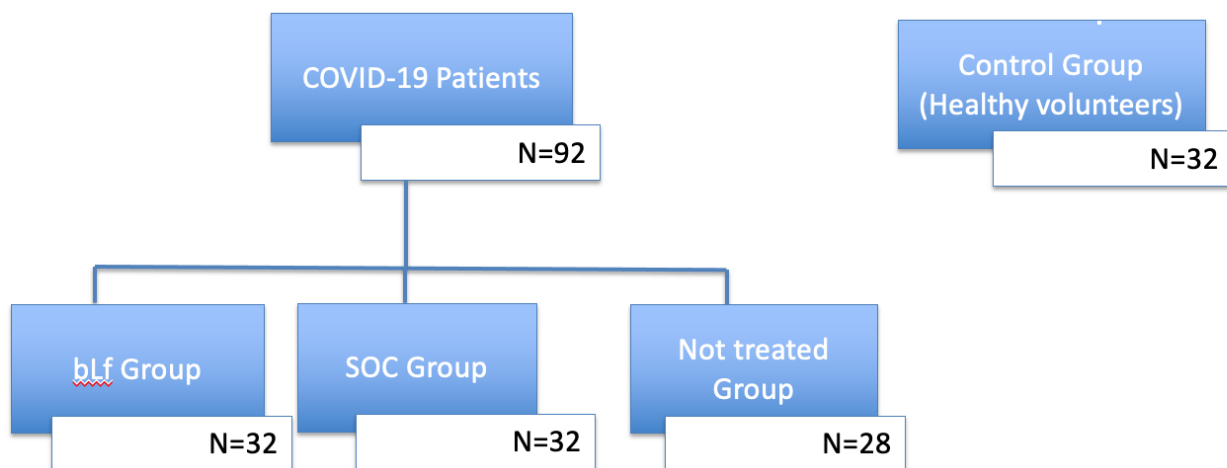 COVID-19 Patients
N=92
Control Group
(Healthy volunteers)
N=32
bLf Group
N=32
SOC Group
N=32
Not treated
Group
N=28